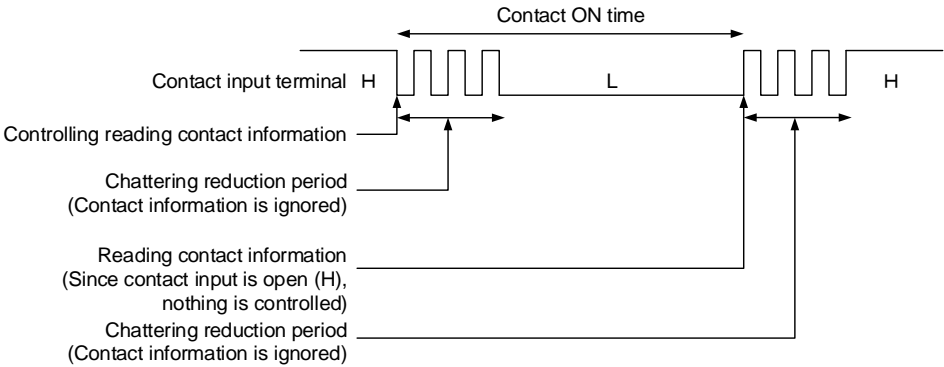 Contact ON time
Contact input terminal H
L
H
Controlling reading contact information
Chattering reduction period
(Contact information is ignored)
Reading contact information
(Since contact input is open (H),
nothing is controlled)
Chattering reduction period
(Contact information is ignored)